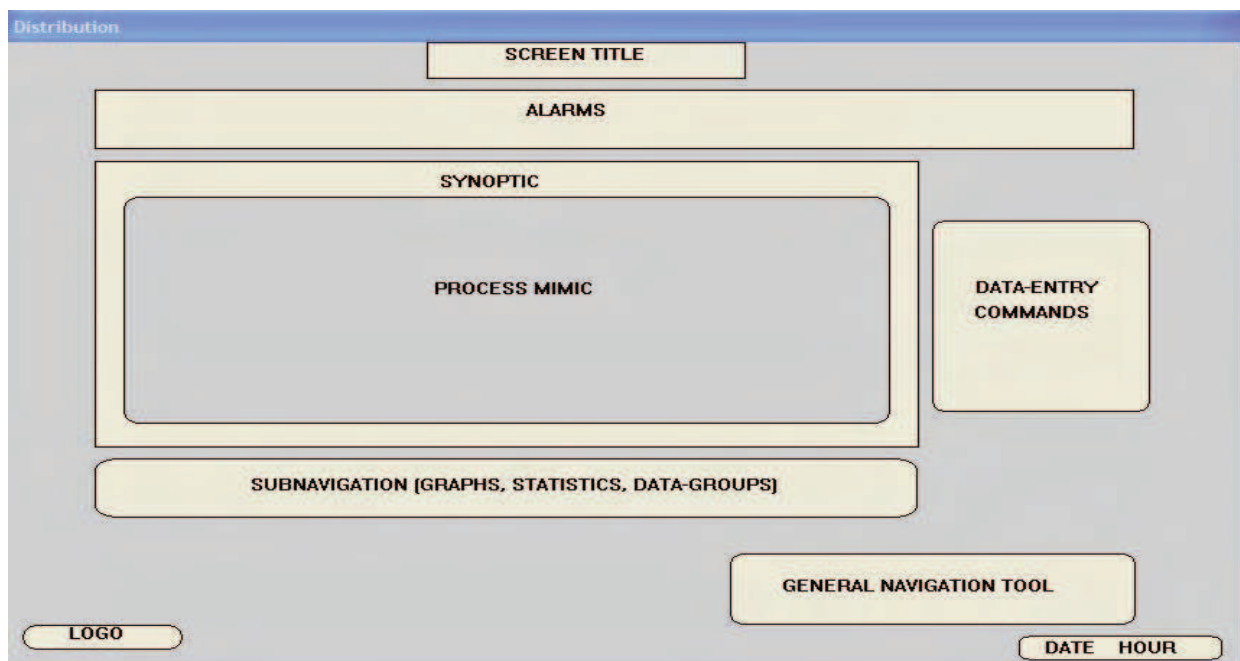 Distribution
SCREEN TITLE
ALARMS
SYNOPTIC
PROCESS MIMIC
DATA-ENTRY
COMMANDS
SUBNAVIGATION (GRAPHS, STATISTICS, DATA-GROUPS)
GENERAL NAVIGATION TOOL
LOGO
DATE HOUR